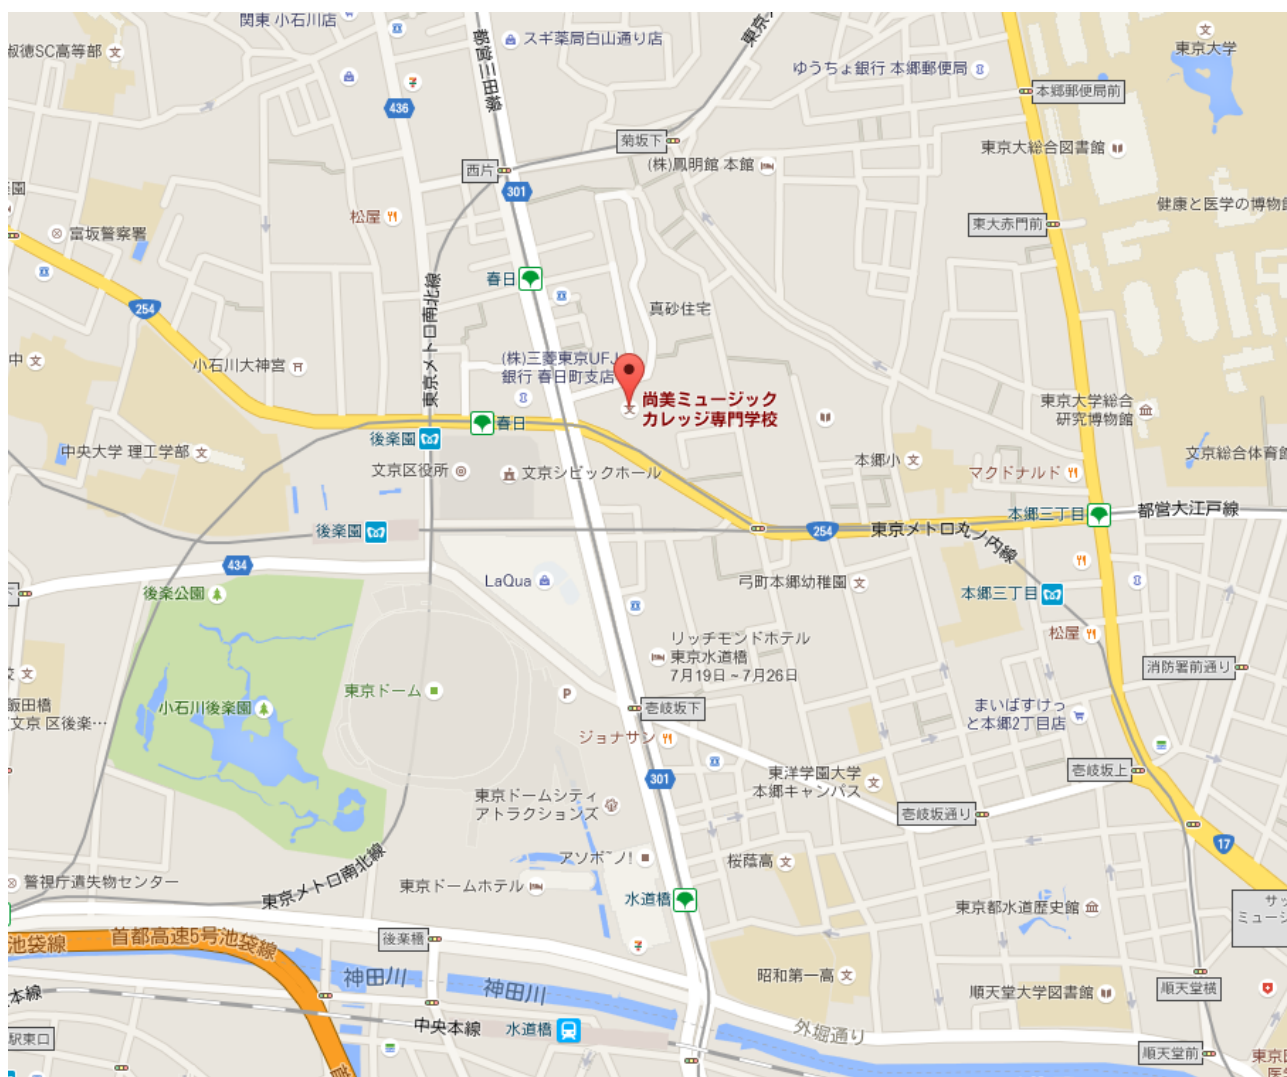 関東 小石川店
淑徳SC高等部
スギ薬局白山通り店
都営三田線
ゆうちょ銀行 本郷郵便局
東京大学
436
本郷郵便局前
菊坂下
西片
(株)鳳明館 本館
東京大総合図書館
301
健康と医学の博物館
松屋
東大赤門前
富坂警察署
春日
東京メトロ南北線
254
真砂住宅
小石川大神宮
(株)三菱東京UFJ
銀行 春日町支店
尚美ミュージック
カレッジ専門学校
東京大学総合
研究博物館
春日
後楽園
中央大学 理工学部
文京区役所
文京シビックホール
本郷小
マクドナルド
文京総合体育館
後楽園
254
東京メトロ丸ノ内線
本郷三丁目
都営大江戸線
434
後楽公園
LaQua
弓町本郷幼稚園
本郷三丁目
松屋
リッチモンドホテル
東京水道橋
7月19日~7月26日
消防署前通り
東京ドーム
P
飯田橋
(文京 区後楽…
小石川後楽園
壱岐坂下
まいばすけっ
と本郷2丁目店
ジョナサン
301
東洋学園大学
本郷キャンパス
壱岐坂上
東京ドームシティ
アトラクションズ
壱岐坂通り
17
アソボ~ノ!
桜蔭高
警視庁遺失物センター
東京メトロ南北線
東京ドームホテル
水道橋
東京都水道歴史館
サッ
ミュージ
池袋線
首都高速5号池袋線
後楽橋
神田川
神田川
昭和第一高
順天堂大学図書館
順天堂横
本線
中央本線
水道橋
外堀通り
駅東口
順天堂前